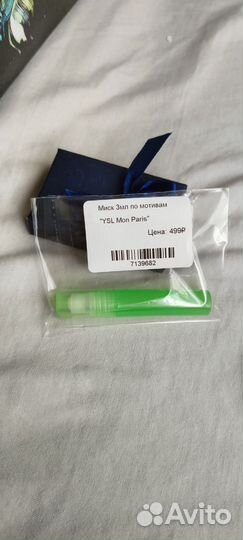 Миск 3мл по мотивам
"YSL Mon Paris"
Цена: 499₽
7139682
Avito